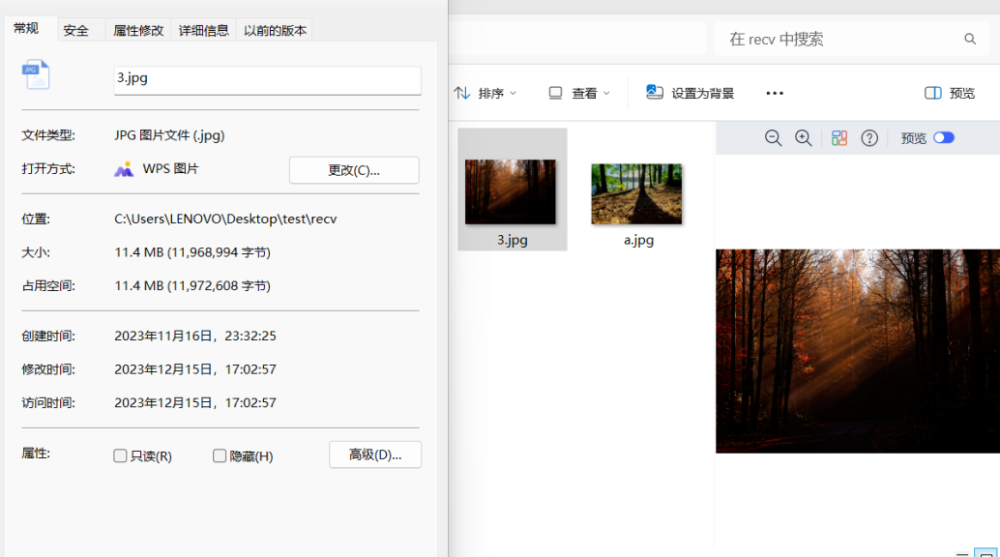 常规
安全 属性修改 详细信息 以前的版本
JPG
3.jpg
文件类型: JPG 图片文件 (.jpg)
打开方式: WPS 图片 更改(C)...
位置: C:\Users\LENOVO\Desktop\test\recv
大小: 11.4 MB (11,968,994 字节)
占用空间: 11.4 MB (11,972,608 字节)
创建时间: 2023年11月16日，23:32:25
修改时间: 2023年12月15日，17:02:57
访问时间: 2023年12月15日，17:02:57
属性: 只读(R) 隐藏(H) 高级(D)...
在 recv 中搜索
排序 查看 设置为背景 ••• 预览
预览
3.jpg a.jpg